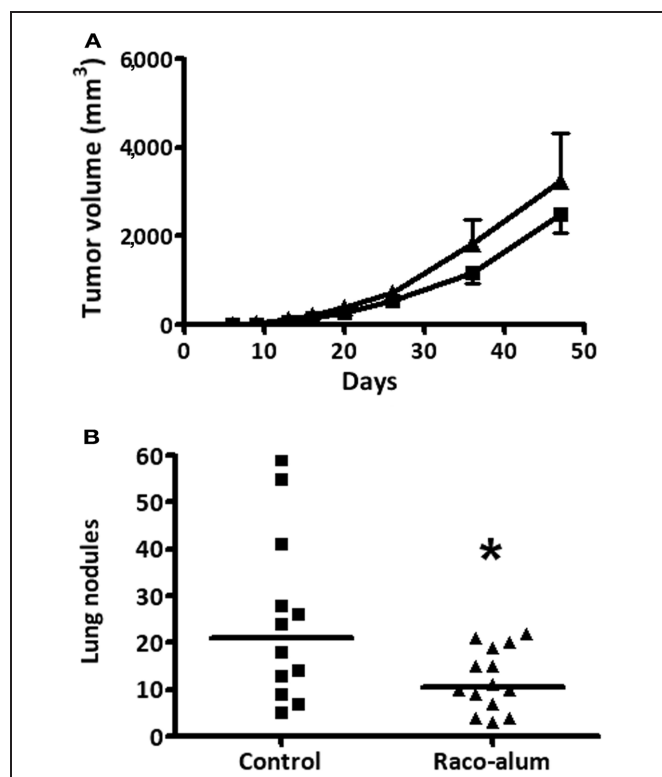 A
6,000
4,000
2,000
0
Tumor volume (mm³)
0 10 20 30 40 50
Days
B
60
50
40
30
20
10
0
Lung nodules
*
Control Raco-alum